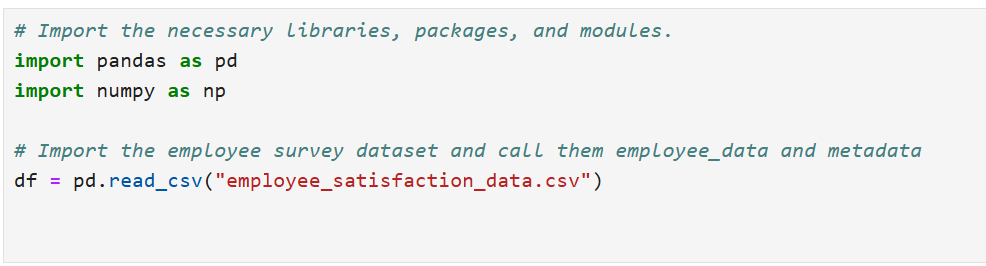 # Import the necessary libraries, packages, and modules.
import pandas as pd
import numpy as np
# Import the employee survey dataset and call them employee_data and metadata
df = pd.read_csv("employee_satisfaction_data.csv")